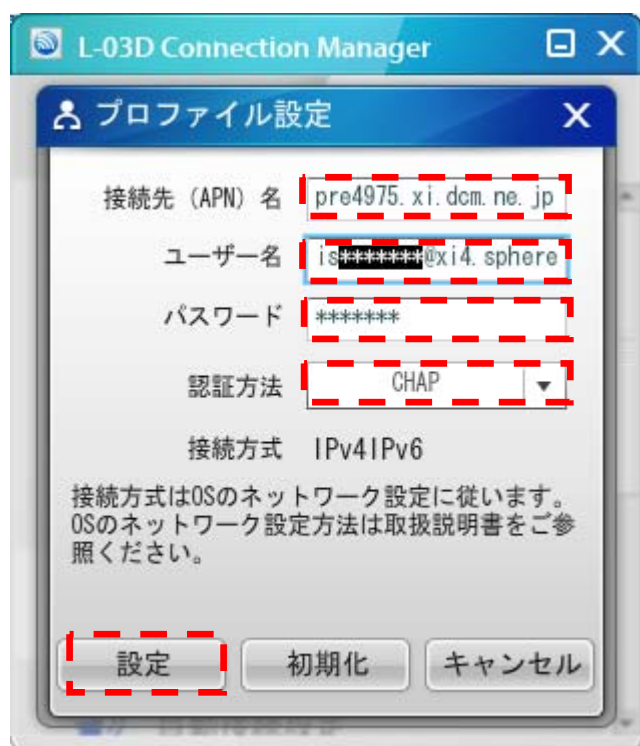 L-03D Connection Manager
プロファイル設定
接続先（APN）名 pre4975.xi.dcm.ne.jp
ユーザー名 is*******@xi4.sphere
パスワード *******
認証方法 CHAP
接続方式 IPv4IPv6
接続方式はOSのネットワーク設定に従います。
OSのネットワーク設定方法は取扱説明書をご参
照ください。
設定 初期化 キャンセル